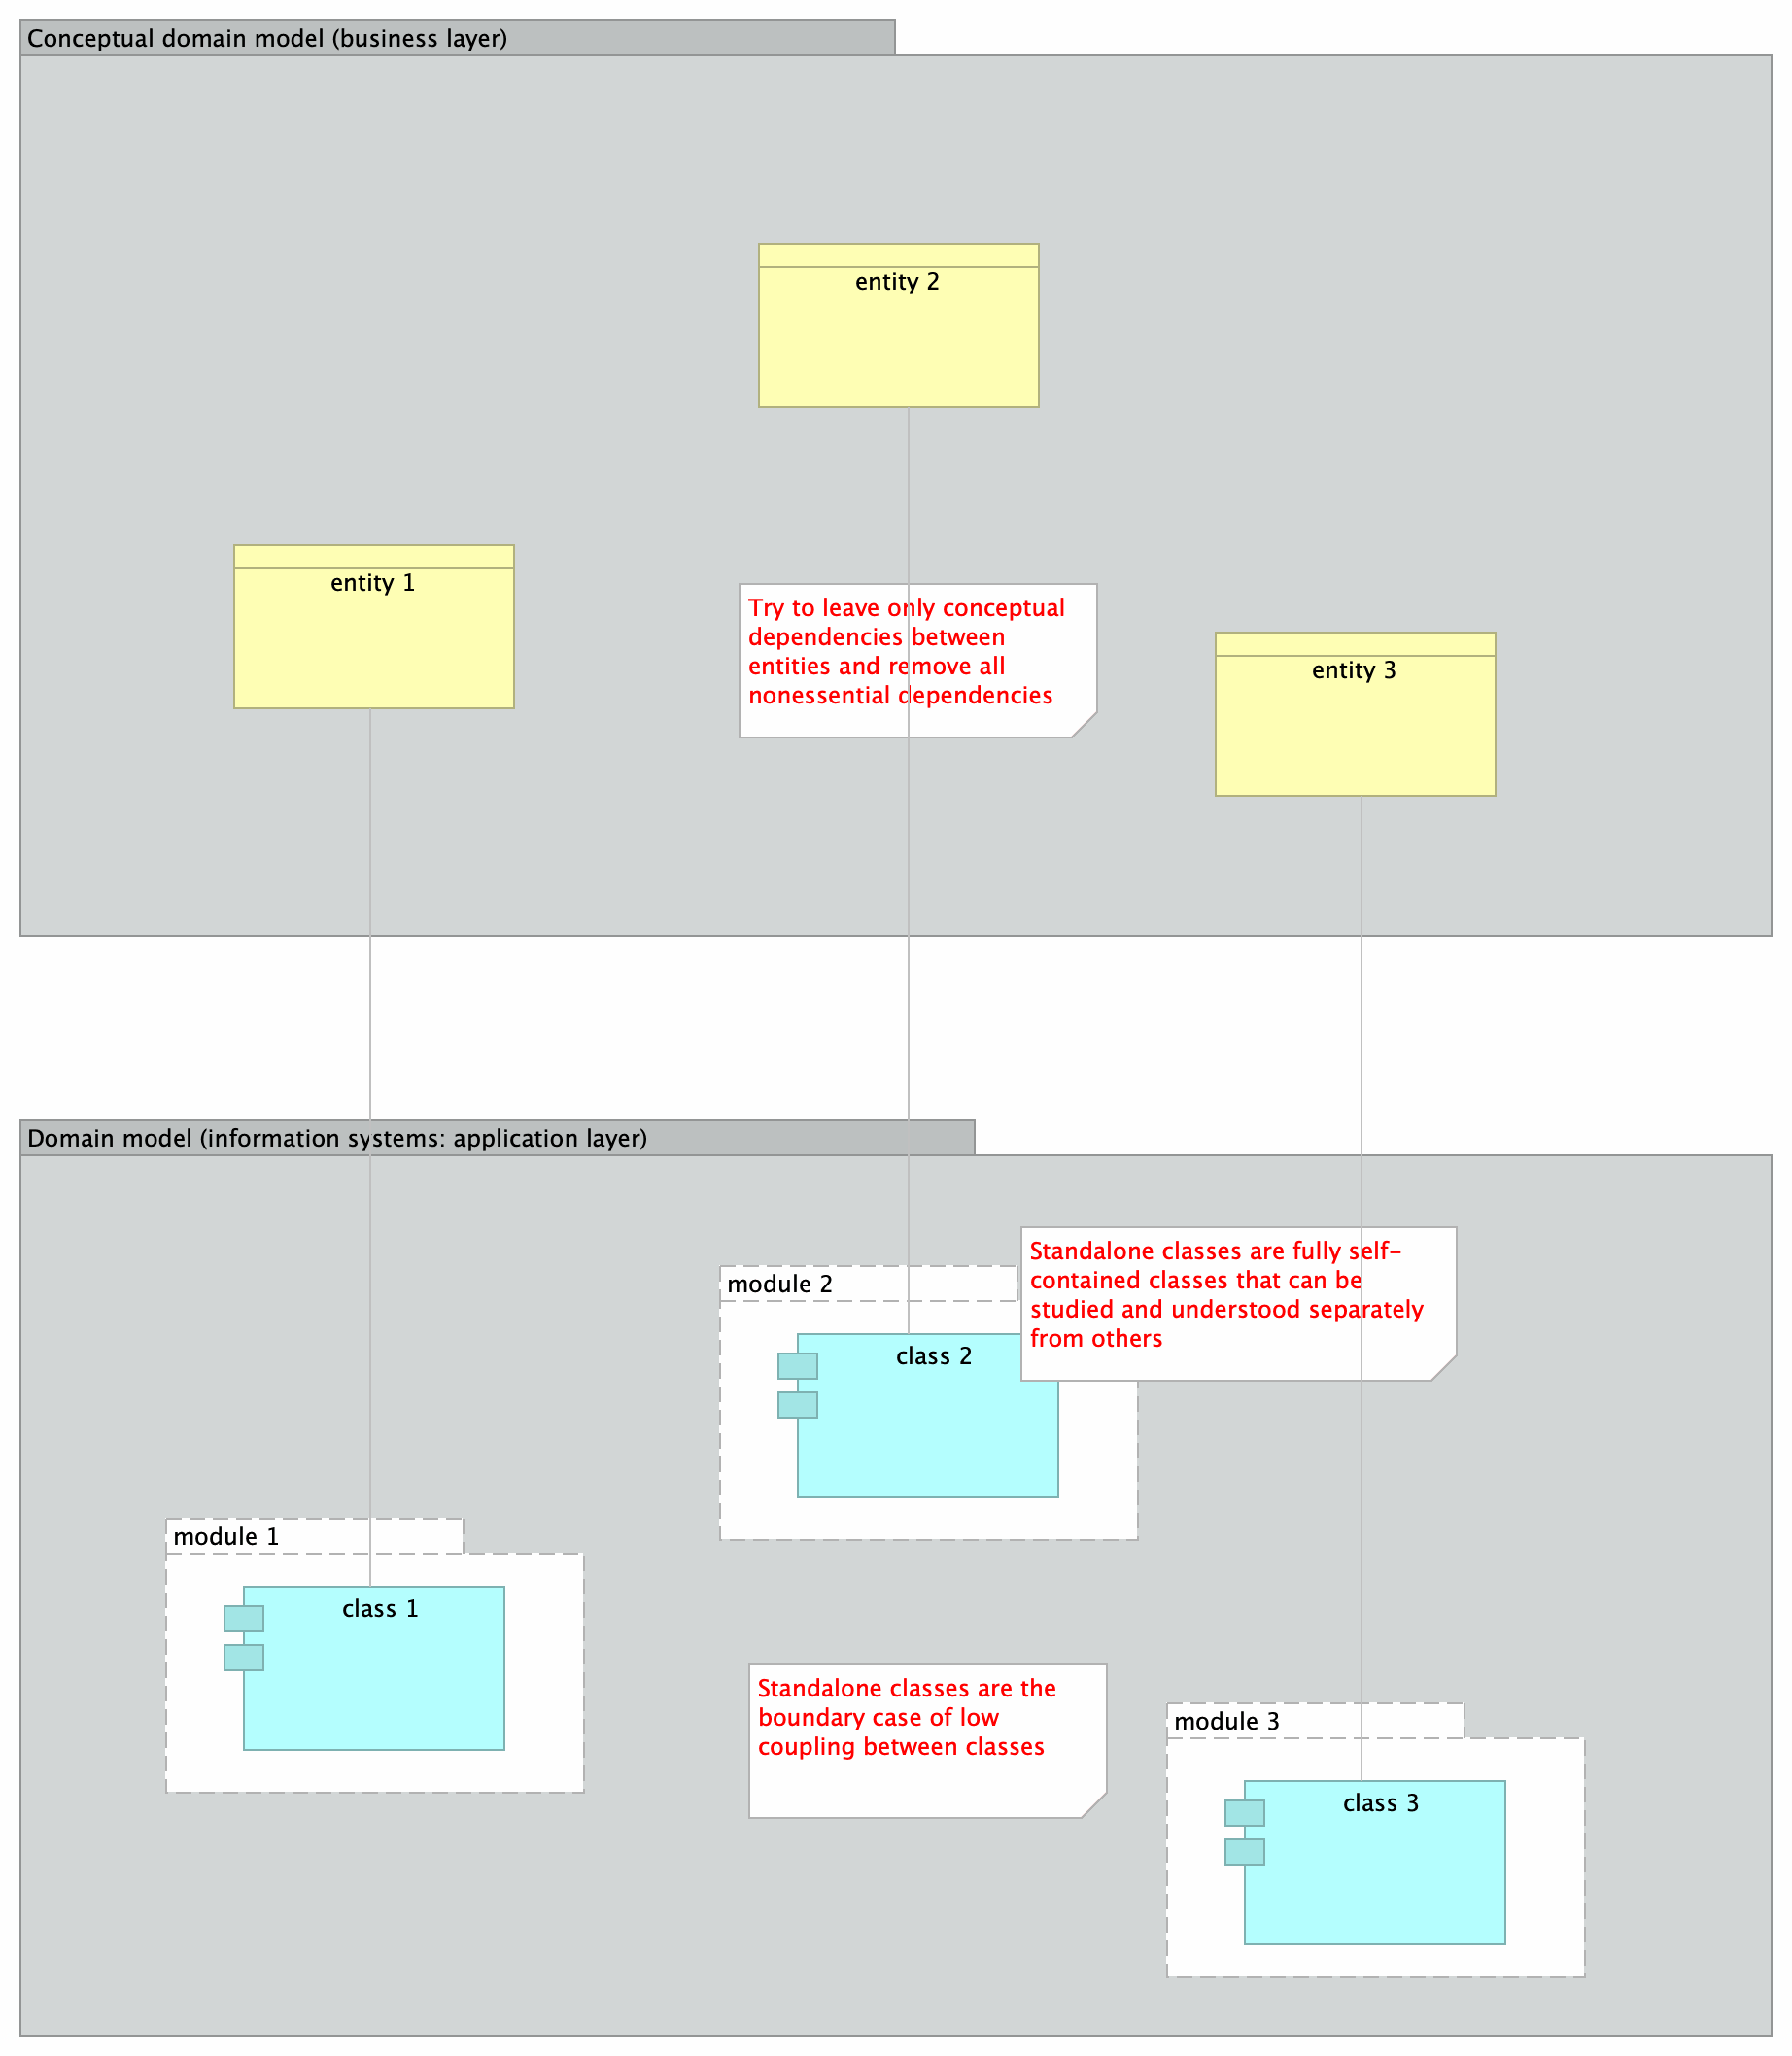 Conceptual domain model (business layer)
entity 2
entity 1
Try to leave only conceptual
dependencies between
entities and remove all
nonessential dependencies
entity 3
Domain model (information systems: application layer)
module 2
class 2
Standalone classes are fully self-
contained classes that can be
studied and understood separately
from others
module 1
class 1
Standalone classes are the
boundary case of low
coupling between classes
module 3
class 3